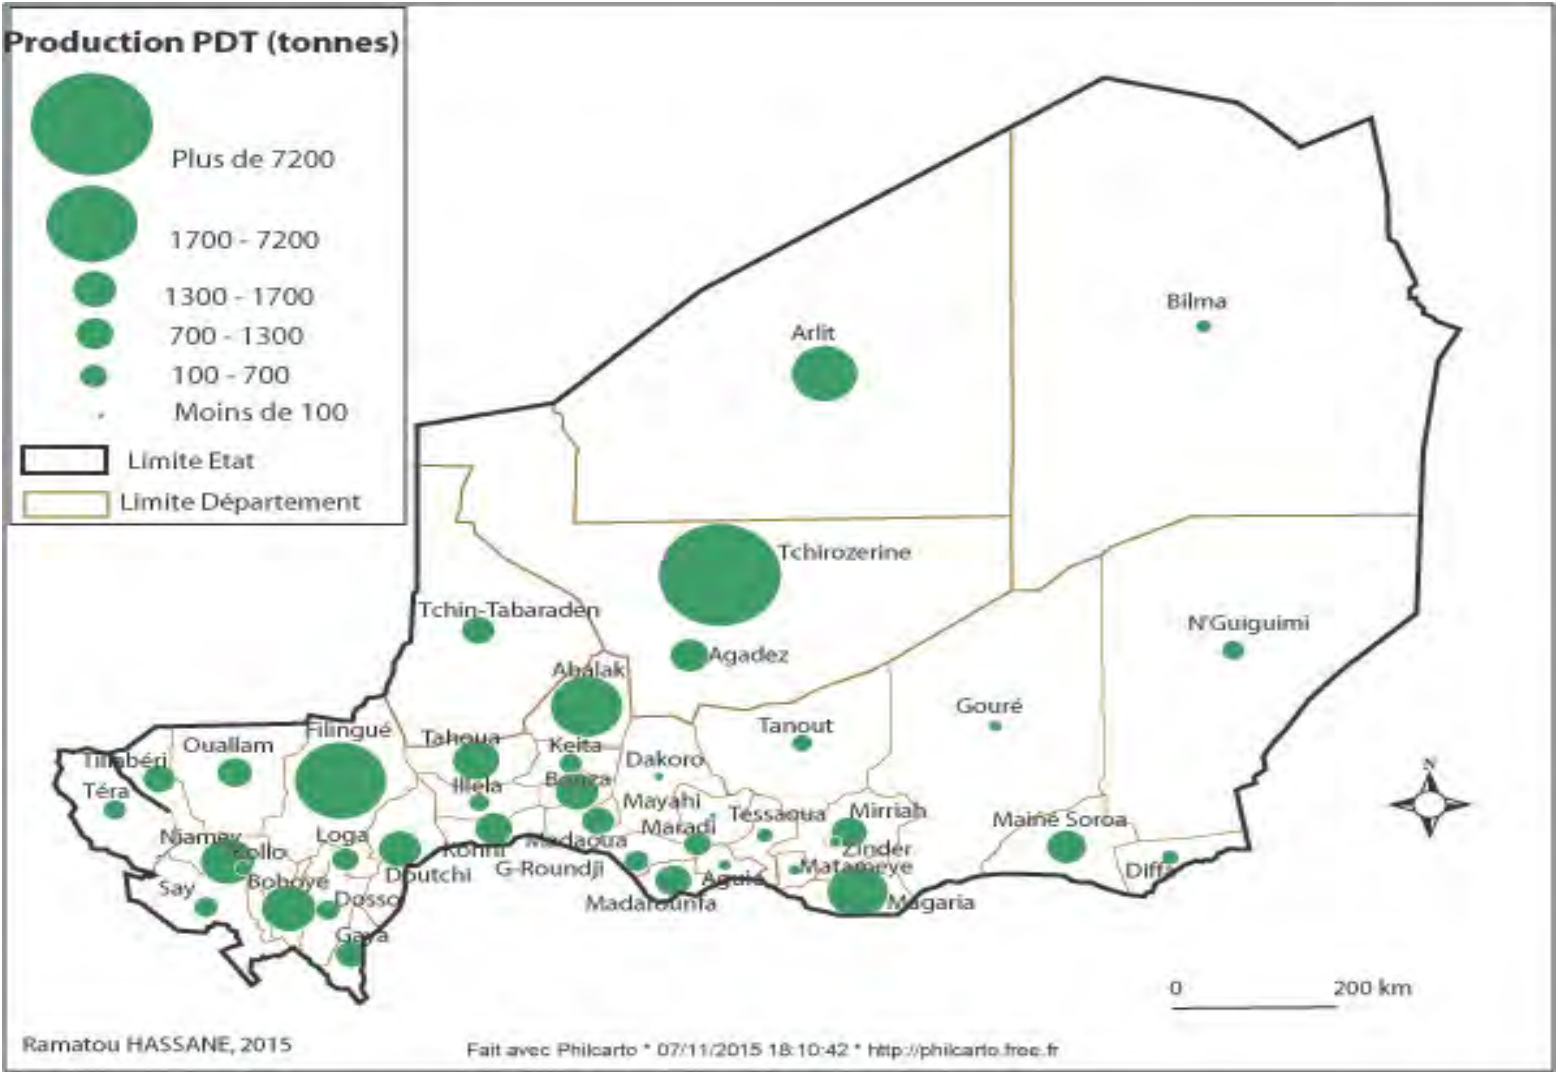 Production PDT (tonnes)
Plus de 7200
1700 - 7200
1300 - 1700
700 - 1300
100 - 700
Moins de 100
Limite Etat
Limite Département
Bilma
Arlit
Tchirozerine
Tchin-Tabaraden
N'Guiguimi
Agadez
Abalak
Gouré
Tanout
Filingué
Tahoua
Keita
Ouallam
Dakoro
Tillabéri
Bouza
Illela
Téra
Mayahi
Tessaoua
Mirriah
Mainé Soroa
Maradi
Niamey
Loga
Kollo
Konni
Madaoua
Zinder
G-Roundji
Matameye
Diffa
Doutchi
Aguié
Say
Boboye
Dosso
Madarounfa
Magaria
Gaya
N
0 200 km
Ramatou HASSANE, 2015
Fait avec Philcarto * 07/11/2015 18:10:42 * http://philcarto.free.fr